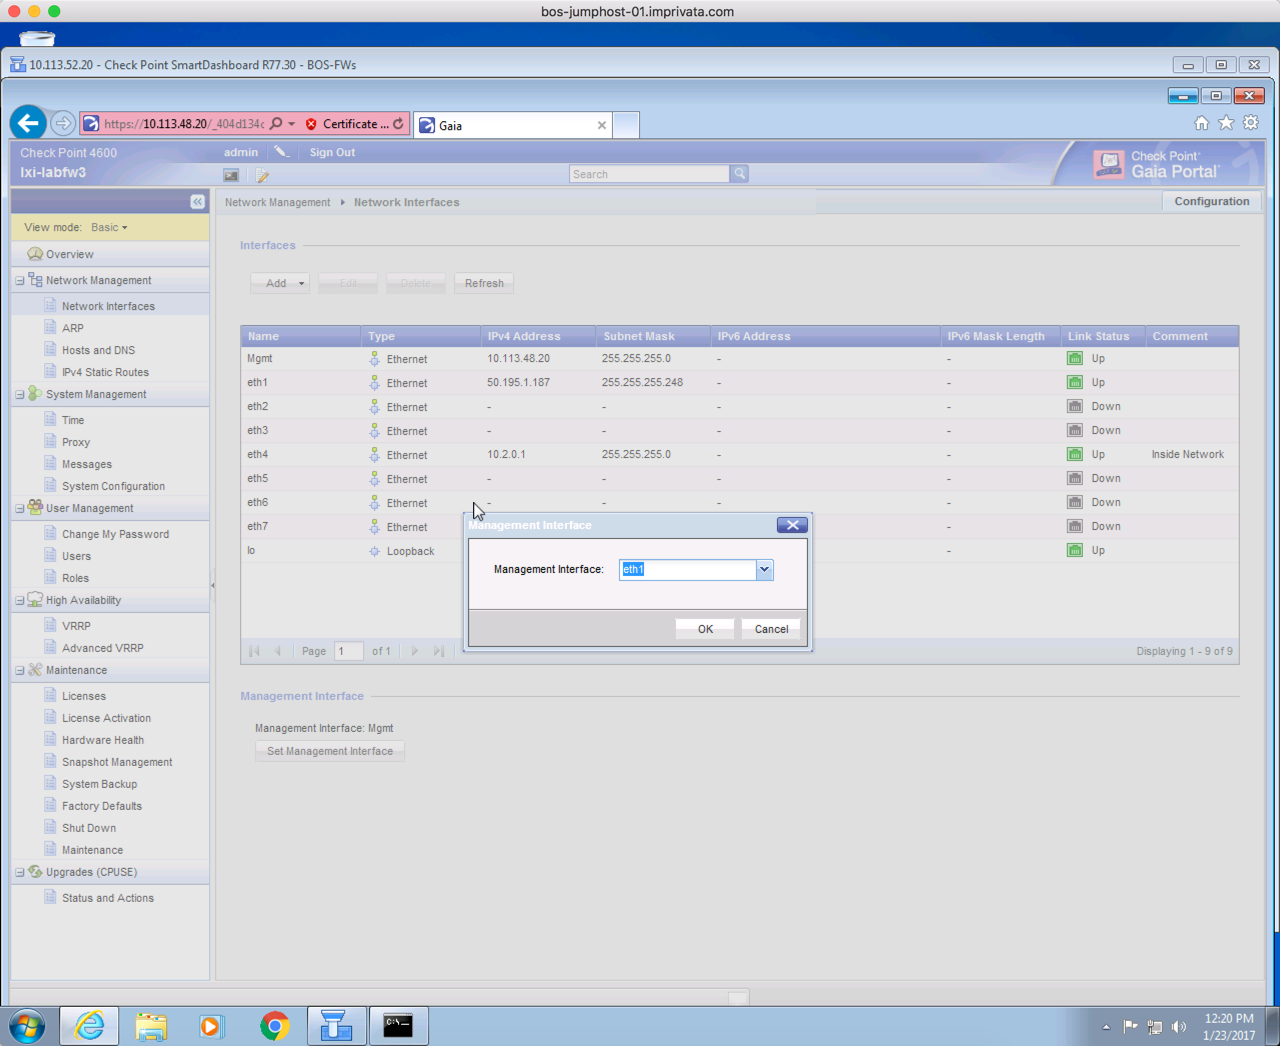 bos-jumphost-01.imprivata.com
10.113.52.20 - Check Point SmartDashboard R77.30 - BOS-FWs
https://10.113.48.20/_404d134c
Certificate ...
Gaia
Check Point 4600
lxi-labfw3
admin
Sign Out
Search
Check Point
Gaia Portal
View mode: Basic
Overview
Network Management
Network Interfaces
ARP
Hosts and DNS
IPv4 Static Routes
System Management
Time
Proxy
Messages
System Configuration
User Management
Change My Password
Users
Roles
High Availability
VRRP
Advanced VRRP
Maintenance
Licenses
License Activation
Hardware Health
Snapshot Management
System Backup
Factory Defaults
Shut Down
Maintenance
Upgrades (CPUSE)
Status and Actions
Network Management Network Interfaces
Configuration
Interfaces
Add Edit Delete Refresh
Name Type IPv4 Address Subnet Mask IPv6 Address IPv6 Mask Length Link Status Comment
Mgmt Ethernet 10.113.48.20 255.255.255.0 - - Up
eth1 Ethernet 50.195.1.187 255.255.255.248 - - Up
eth2 Ethernet - - - - Down
eth3 Ethernet - - - - Down
eth4 Ethernet 10.2.0.1 255.255.255.0 - - Up Inside Network
eth5 Ethernet - - - - Down
eth6 Ethernet - - - - Down
eth7 Ethernet - Down
lo Loopback - Up
Management Interface
Management Interface: eth1
OK Cancel
Page 1 of 1
Displaying 1 - 9 of 9
Management Interface
Management Interface: Mgmt
Set Management Interface
C:\_
12:20 PM
1/23/2017